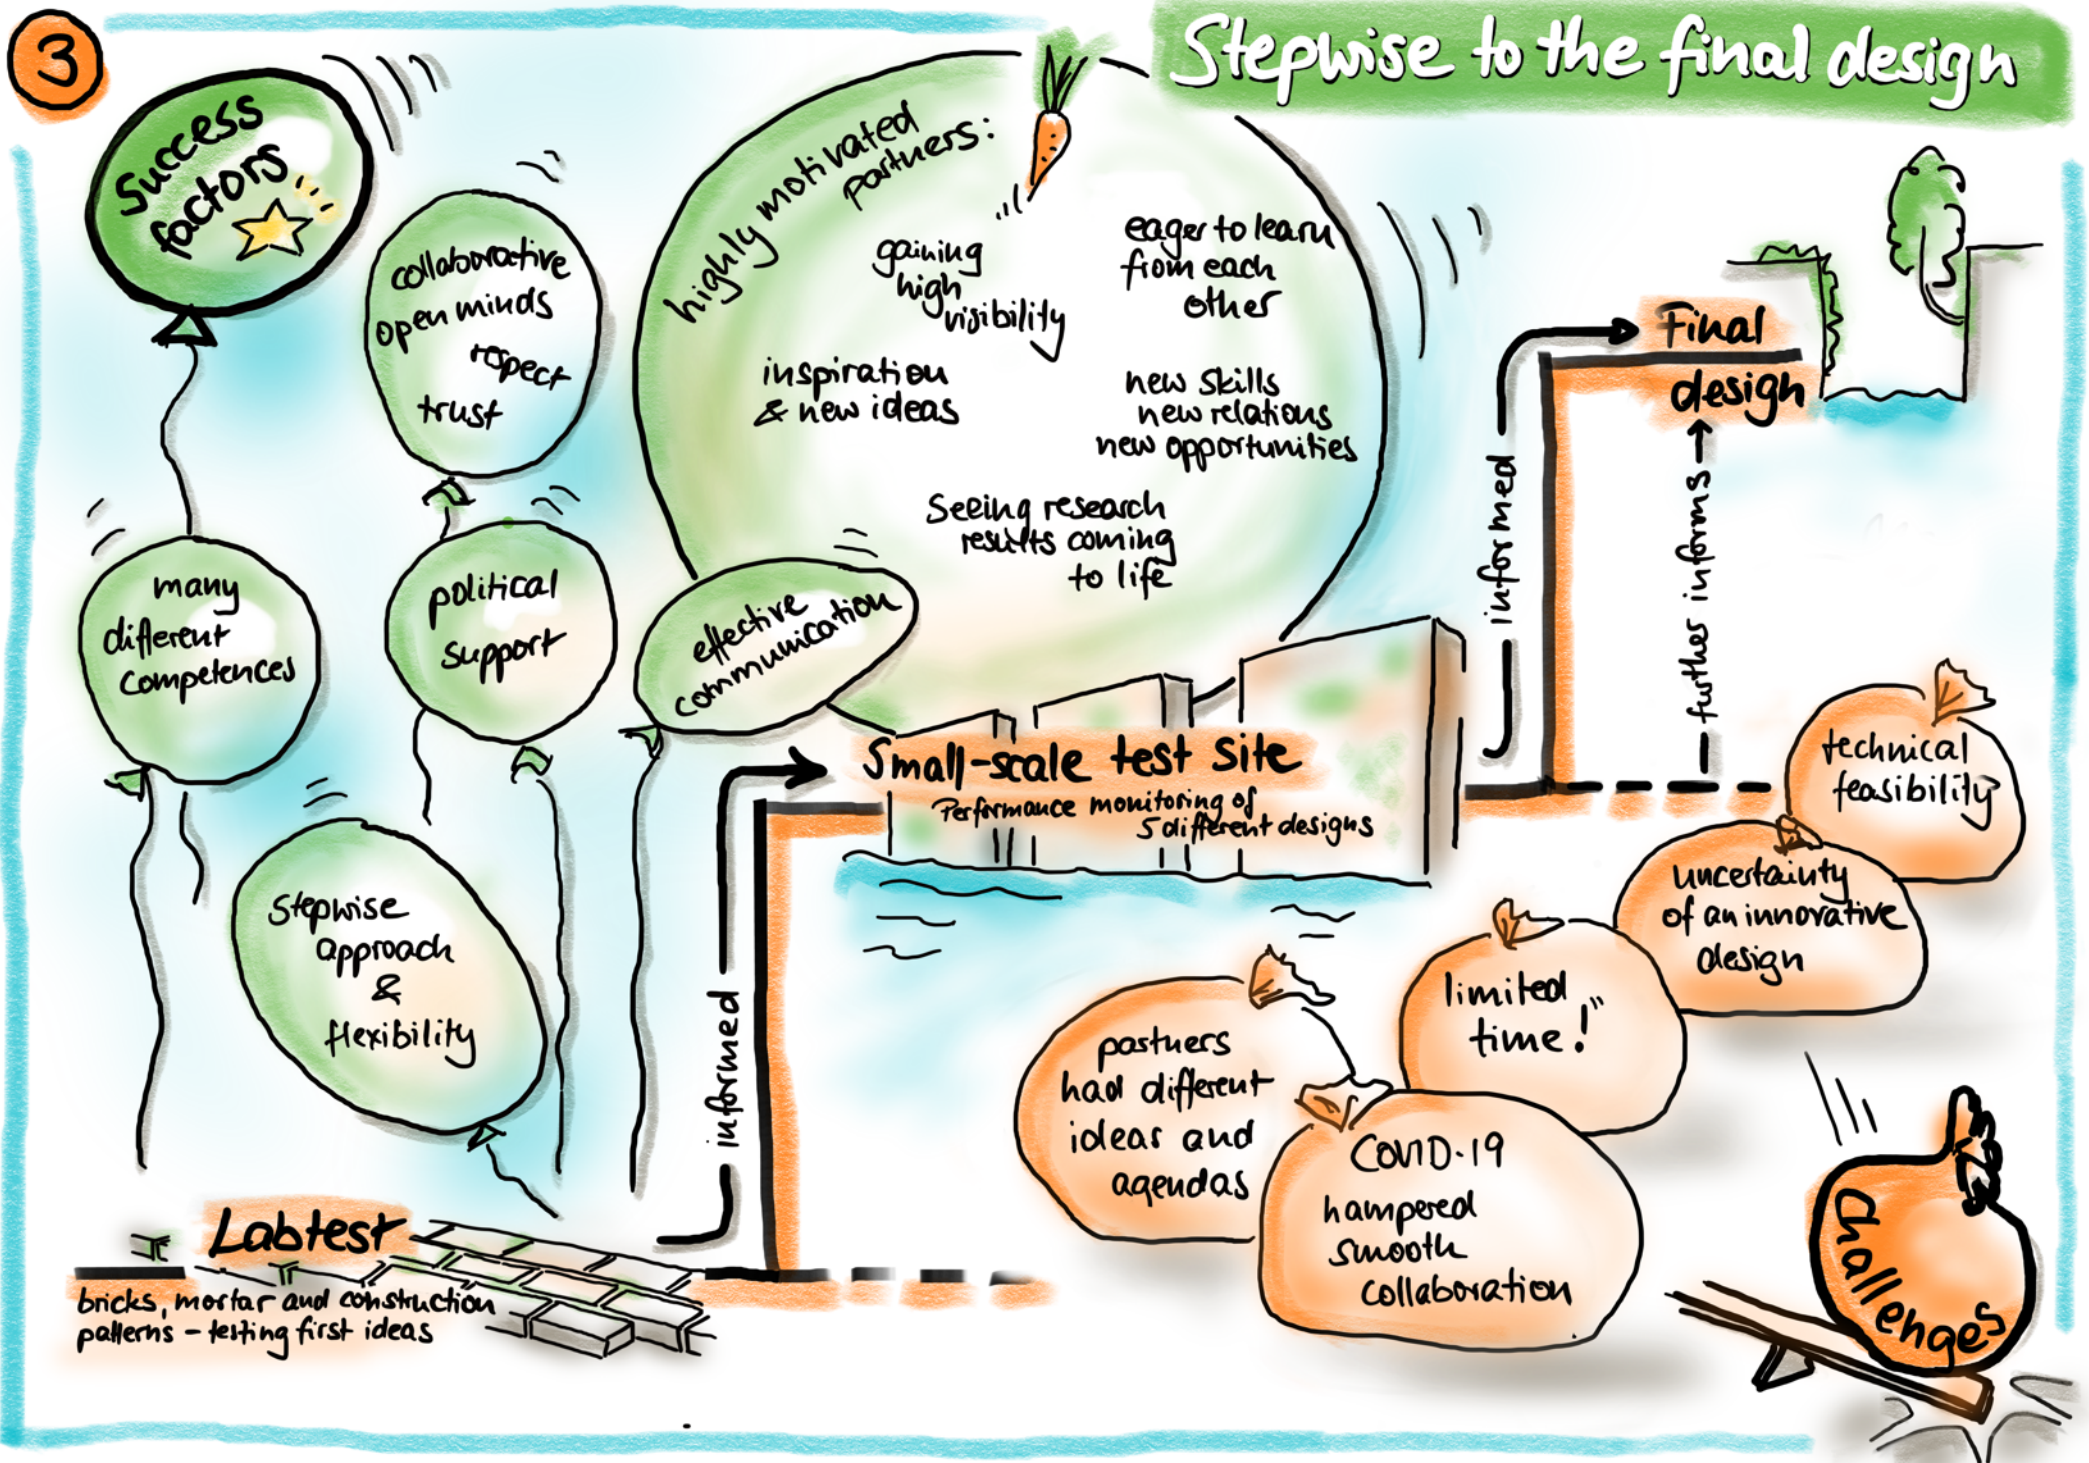 3
Stepwise to the final design
Success
factors
collaborative
open minds
respect
trust
highly motivated
partners:
gaining
high
visibility
eager to learn
from each
other
inspiration
& new ideas
new skills
new relations
new opportunities
Seeing research
results coming
to life
many
different
competences
political
support
effective
communication
Stepwise
approach
&
flexibility
Labtest
bricks, mortar and construction
patterns – testing first ideas
informed
Small-scale test site
Performance monitoring of
5 different designs
informed
further informs
Final
design
technical
feasibility
uncertainty
of an innovative
design
limited
time!
partners
had different
ideas and
agendas
COVID-19
hampered
smooth
collaboration
Challenges